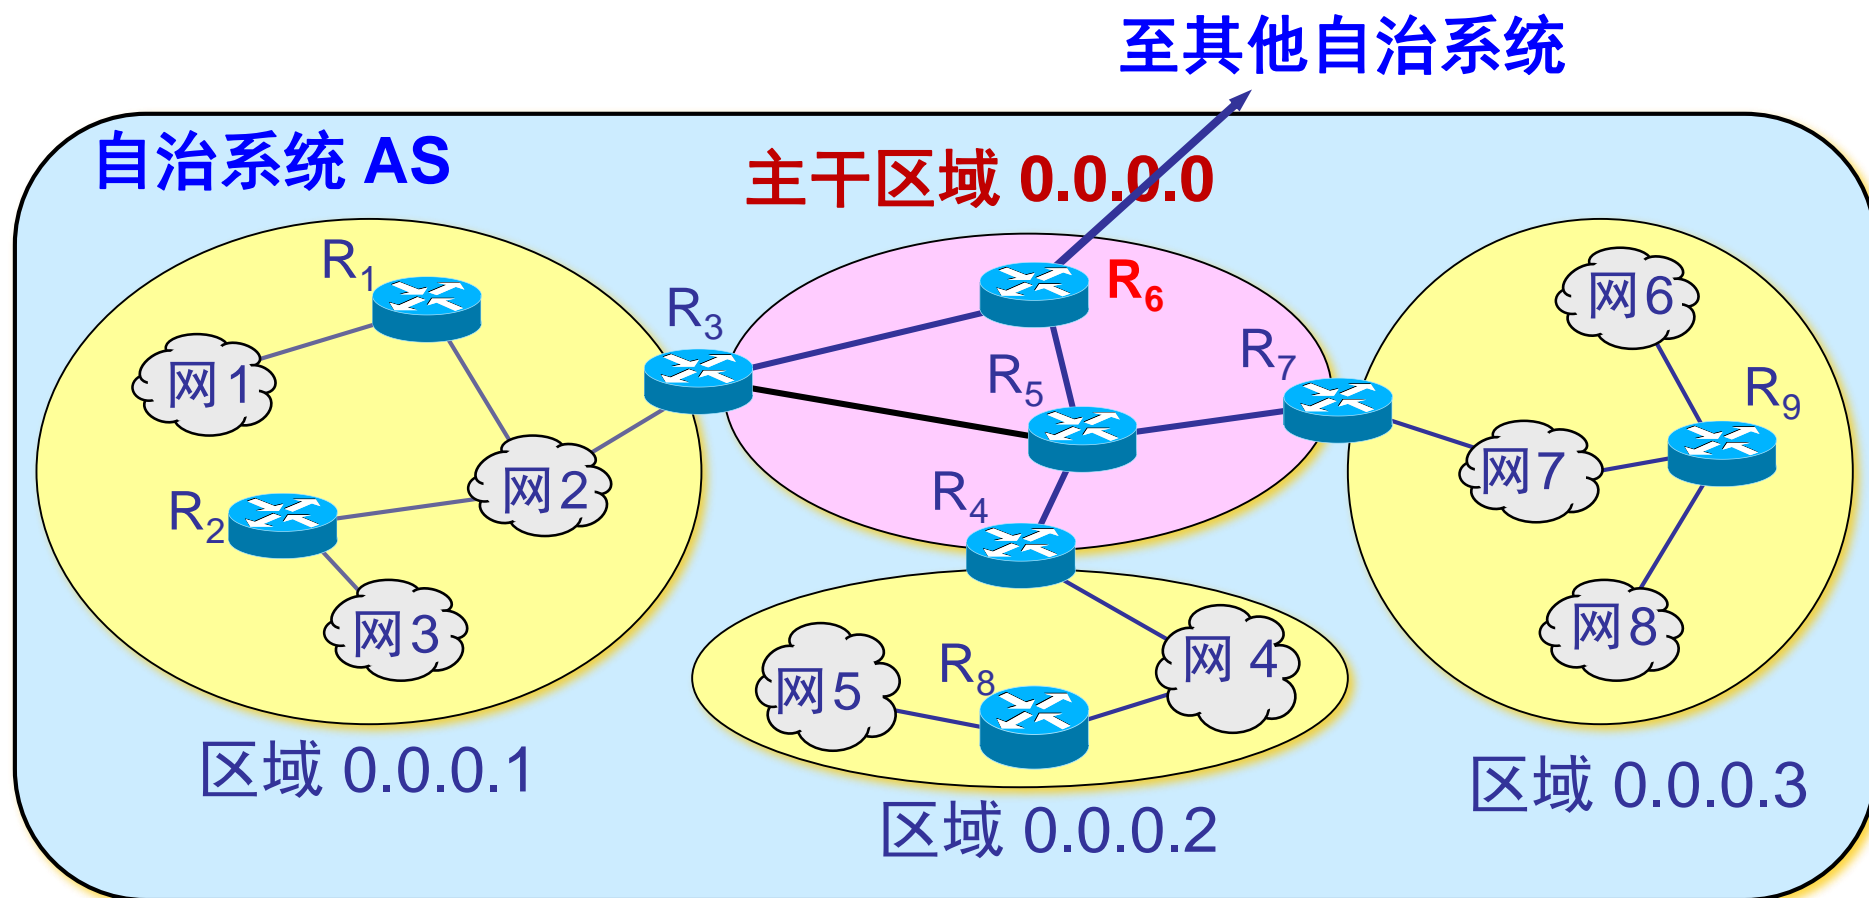 至其他自治系统
自治系统 AS
主干区域 0.0.0.0
R1
R3
R6
R7
网6
网1
R5
R9
网2
R4
网7
R2
网3
R8
网5
网 4
网8
区域 0.0.0.1
区域 0.0.0.2
区域 0.0.0.3